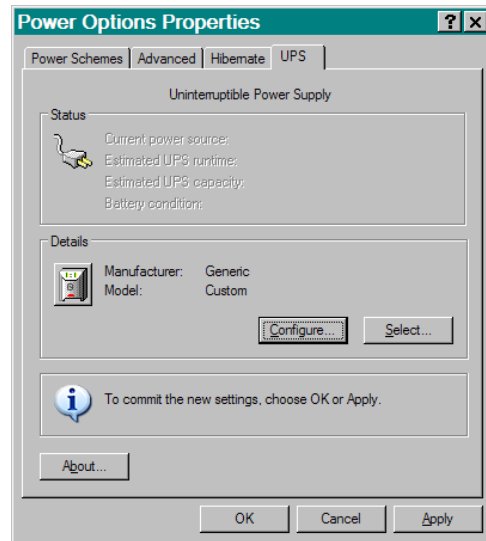 Power Options Properties
Power Schemes Advanced Hibernate UPS
Uninterruptible Power Supply
Status
Current power source:
Estimated UPS runtime:
Estimated UPS capacity:
Battery condition:
Details
Manufacturer: Generic
Model: Custom
Configure... Select...
To commit the new settings, choose OK or Apply.
About...
OK Cancel Apply